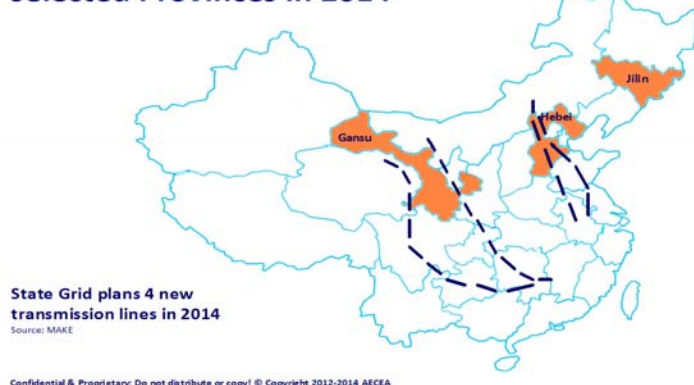 Jilin
Hebei
Gansu
State Grid plans 4 new
transmission lines in 2014
Source: MAKE
Confidential & Proprietary: Do not distribute or copy! © Copyright 2012-2014 AECEA